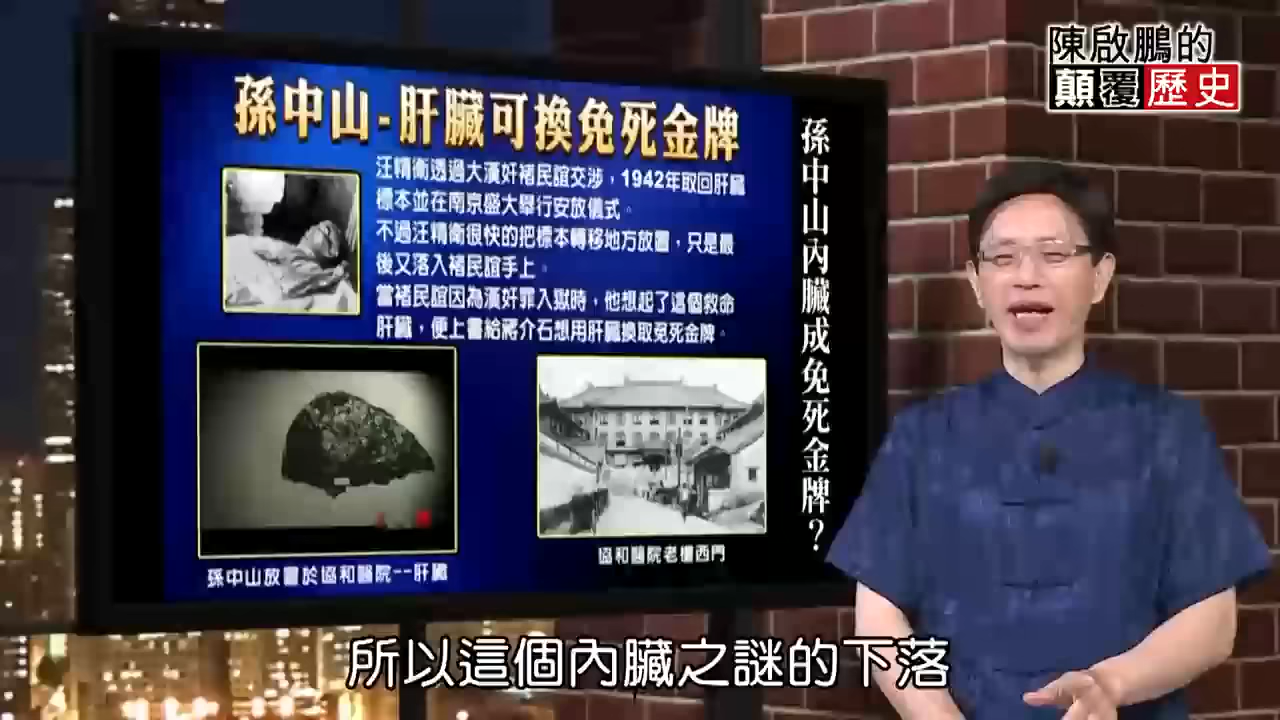 陳啟鵬的
顛覆歷史
孫中山-肝臟可換免死金牌
汪精衛透過大漢奸褚民誼交涉，1942年取回肝臟
標本並在南京盛大舉行安放儀式。
不過汪精衛很快的把標本轉移地方放置，只是最
後又落入褚民誼手上。
當褚民誼因為漢奸罪入獄時，他想起了這個救命
肝臟，便上書給蔣介石想用肝臟換取冤死金牌。
孫中山放置於協和醫院--肝臟
協和醫院老樓西門
孫中山內臟成免死金牌？
所以這個內臟之謎的下落